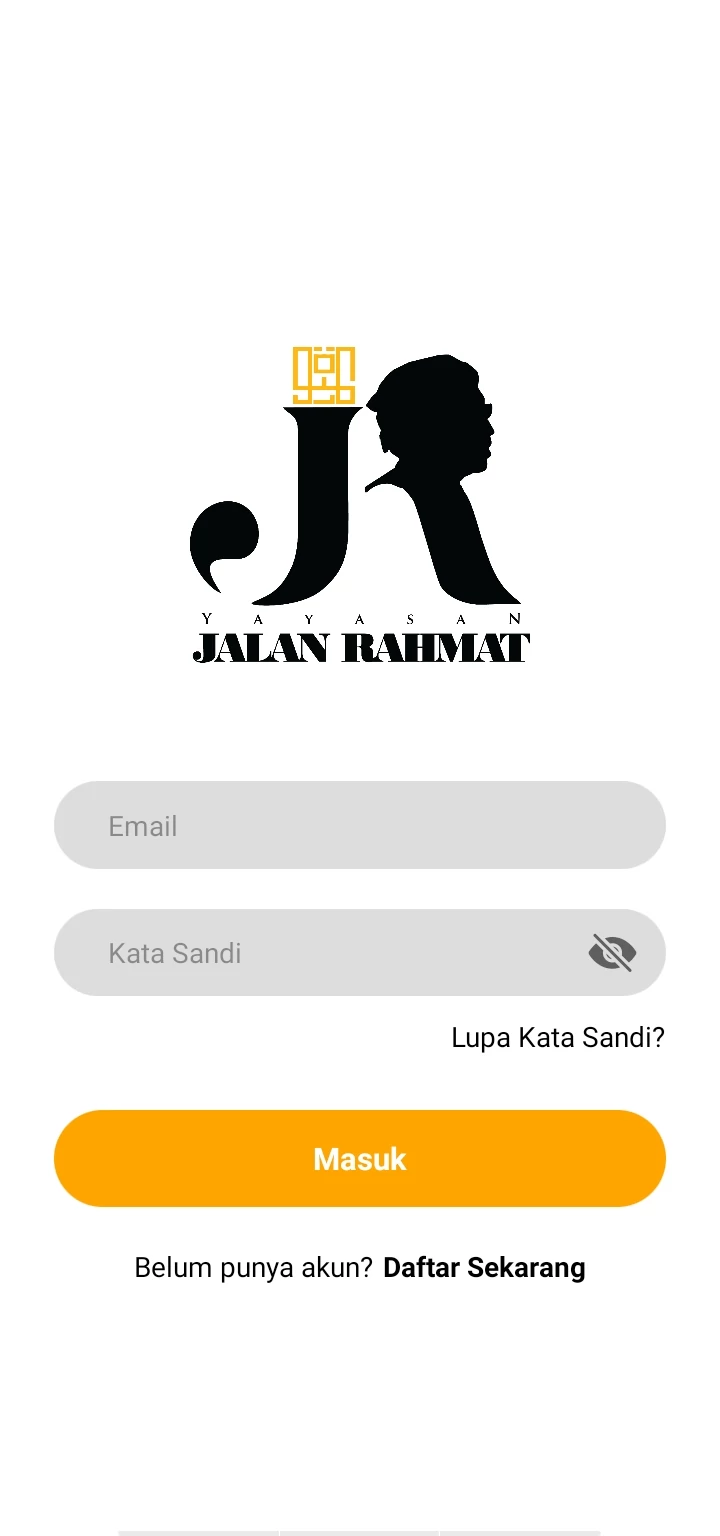 YAYASAN
JALAN RAHMAT
Email
Kata Sandi
Lupa Kata Sandi?
Masuk
Belum punya akun? Daftar Sekarang